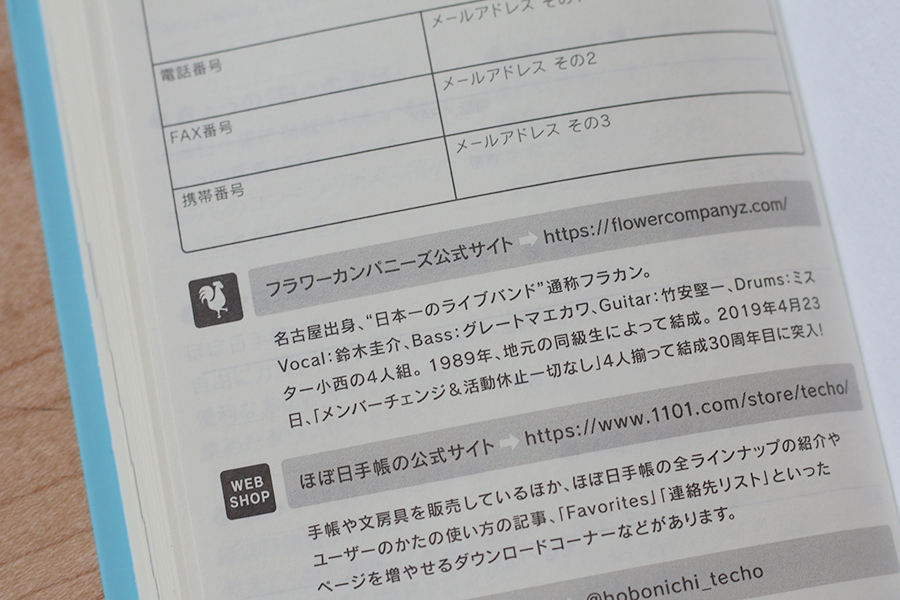 メールアドレス その1
電話番号
メールアドレス その2
FAX番号
メールアドレス その3
携帯番号
フラワーカンパニーズ公式サイト➡https://flowercompanyz.com/
名古屋出身、“日本一のライブバンド”通称フラカン。
Vocal：鈴木圭介、Bass：グレートマエカワ、Guitar：竹安堅一、Drums：ミス
ター小西の4人組。1989年、地元の同級生によって結成。2019年4月23
日、「メンバーチェンジ＆活動休止一切なし」4人揃って結成30周年目に突入！
WEB
SHOP
ほぼ日手帳の公式サイト➡https://www.1101.com/store/techo/
手帳や文房具を販売しているほか、ほぼ日手帳の全ラインナップの紹介や
ユーザーのかたの使い方の記事、「Favorites」「連絡先リスト」といった
ページを増やせるダウンロードコーナーなどがあります。
@hobonichi_techo